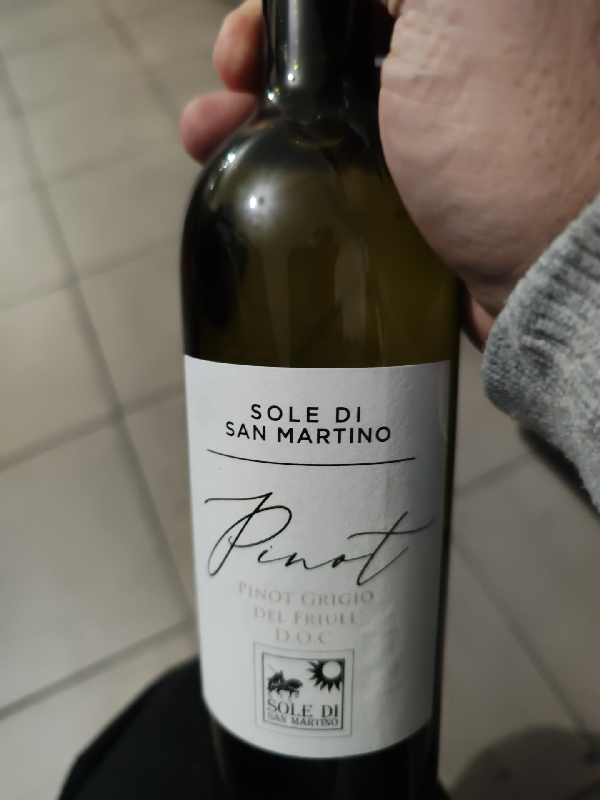 SOLE DI
SAN MARTINO
Pinot
PINOT GRIGIO
DEL FRIULI
D.O.C
SOLE DI
SAN MARTINO